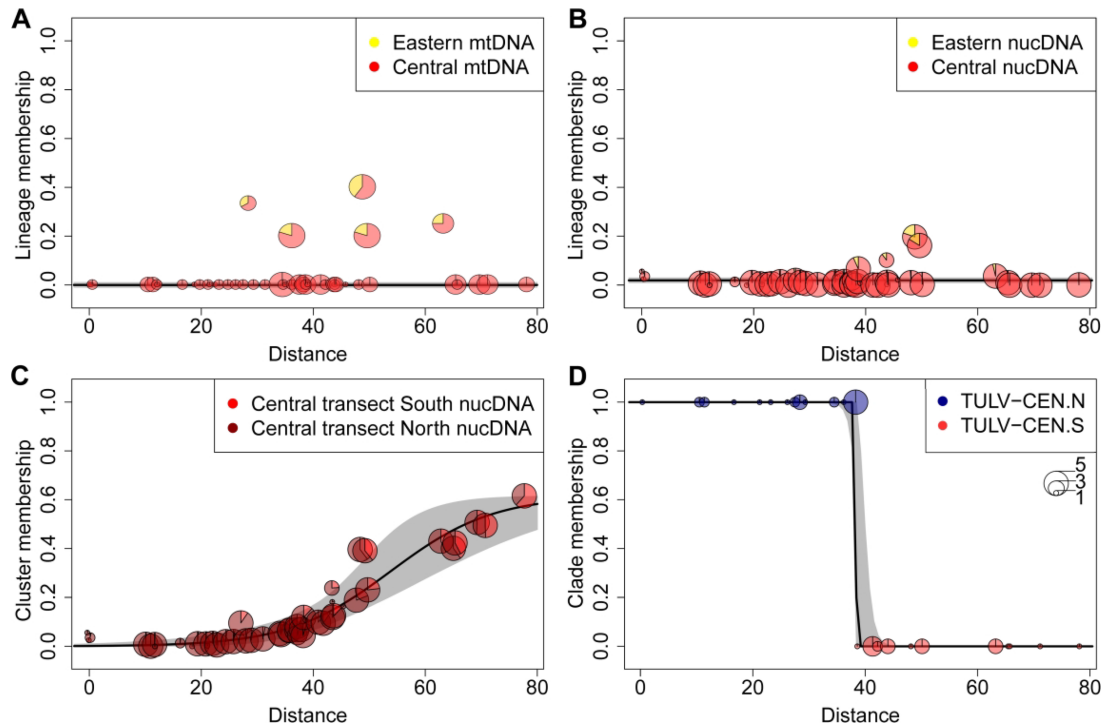 A
Eastern mtDNA
Central mtDNA
Lineage membership
1.0
0.8
0.6
0.4
0.2
0.0
0 20 40 60 80
Distance
B
Eastern nucDNA
Central nucDNA
Lineage membership
1.0
0.8
0.6
0.4
0.2
0.0
0 20 40 60 80
Distance
C
Central transect South nucDNA
Central transect North nucDNA
Cluster membership
1.0
0.8
0.6
0.4
0.2
0.0
0 20 40 60 80
Distance
D
TULV−CEN.N
TULV−CEN.S
5
3
1
Clade membership
1.0
0.8
0.6
0.4
0.2
0.0
0 20 40 60 80
Distance